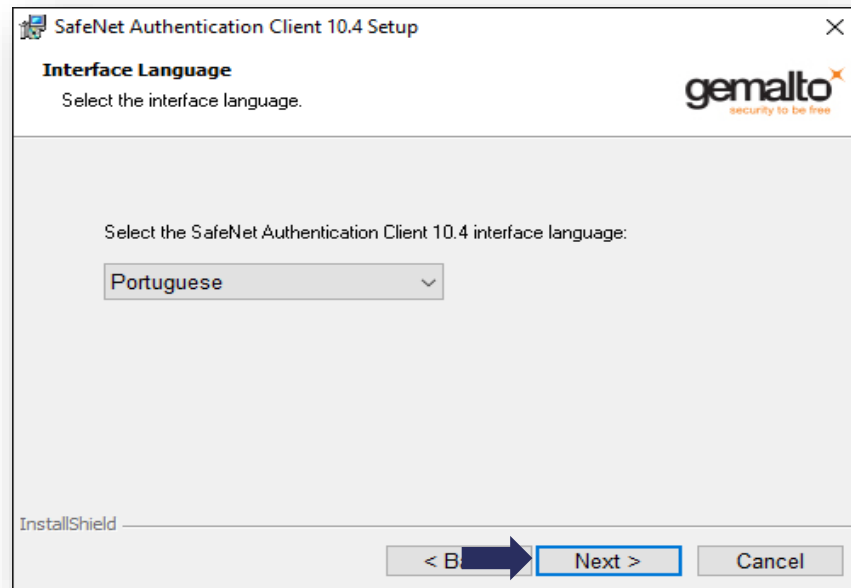 SafeNet Authentication Client 10.4 Setup
Interface Language
Select the interface language.
gemalto
security to be free
Select the SafeNet Authentication Client 10.4 interface language:
Portuguese
InstallShield
< Ba Next > Cancel